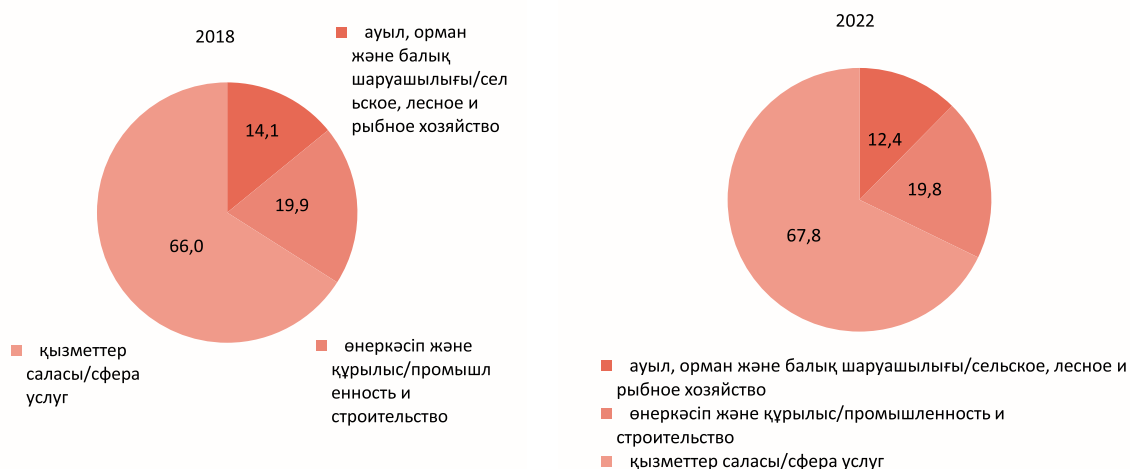 2018
ауыл, орман
және балық
шаруашылығы/сел
ьское, лесное и
рыбное хозяйство
14,1
19,9
66,0
қызметтер
саласы/сфера
услуг
өнеркәсіп және
құрылыс/промышл
енность и
строительство
2022
12,4
19,8
67,8
ауыл, орман және балық шаруашылығы/сельское, лесное и
рыбное хозяйство
өнеркәсіп және құрылыс/промышленность и
строительство
қызметтер саласы/сфера услуг